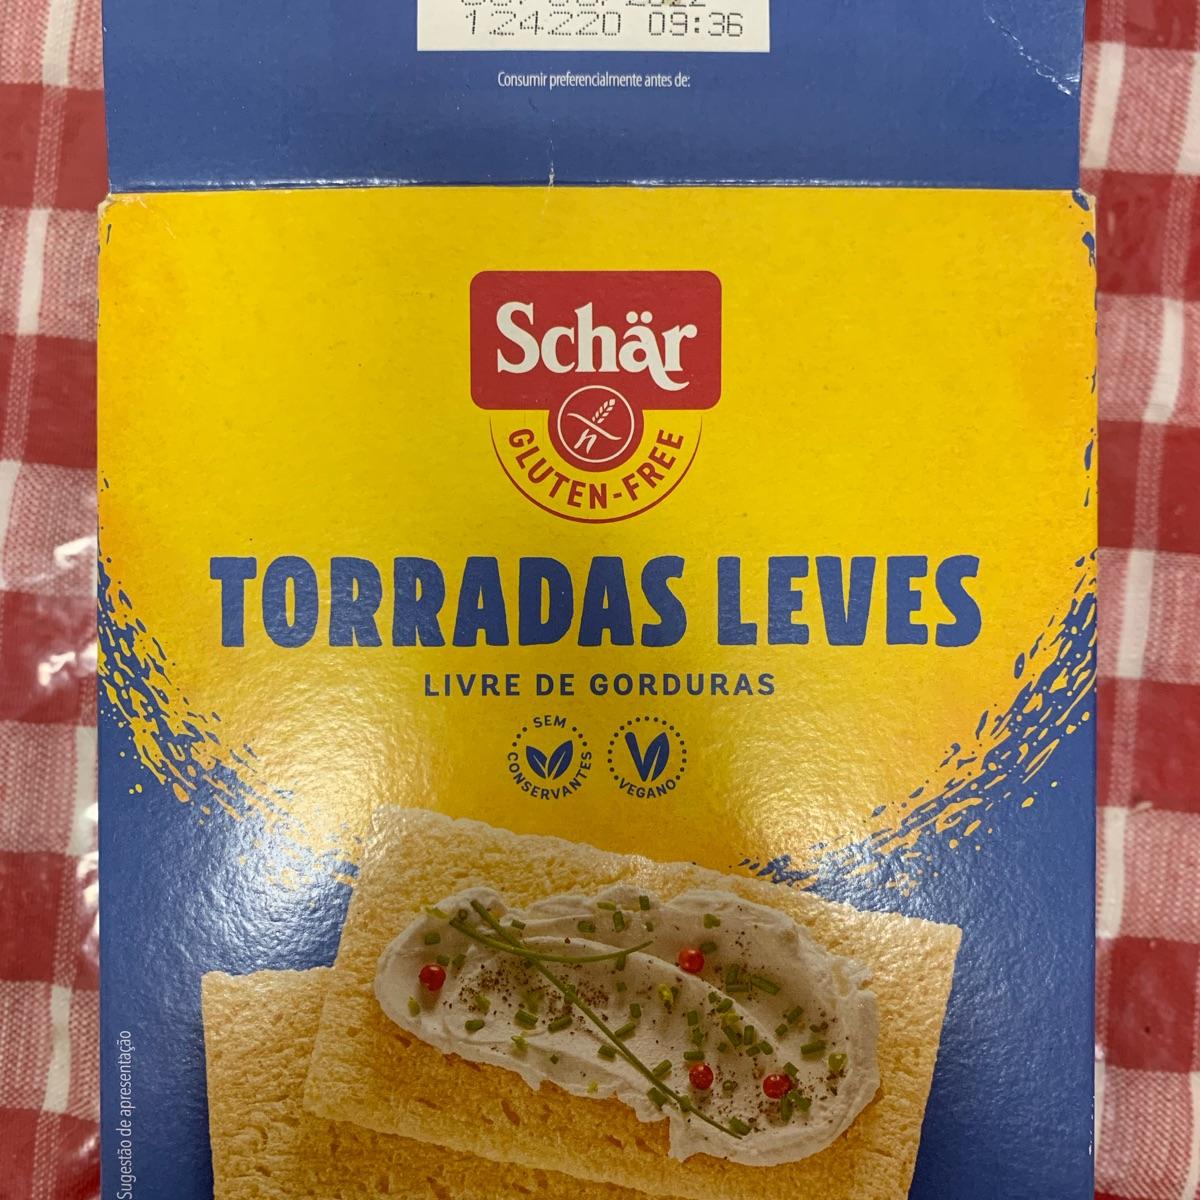 124220 09:36
Consumir preferencialmente antes de:
Schär
GLUTEN-FREE
TORRADAS LEVES
LIVRE DE GORDURAS
SEM CONSERVANTES
VEGANO
Sugestão de apresentação